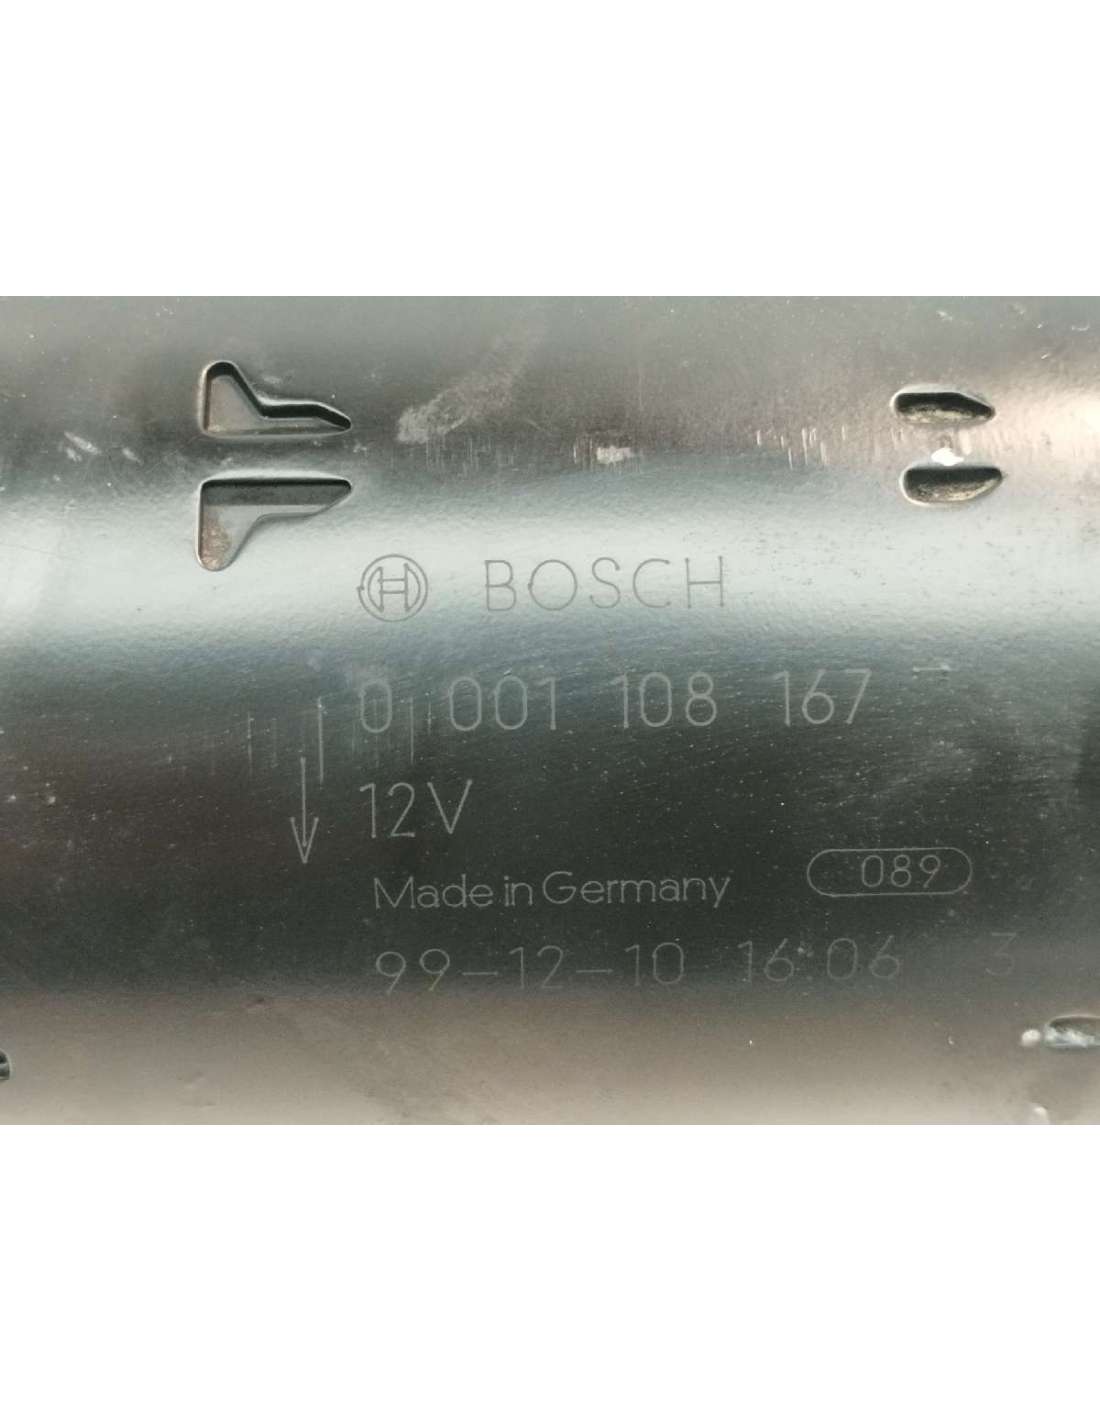 BOSCH
0 001 108 167
12V
Made in Germany 089
99-12-10 16:06 3